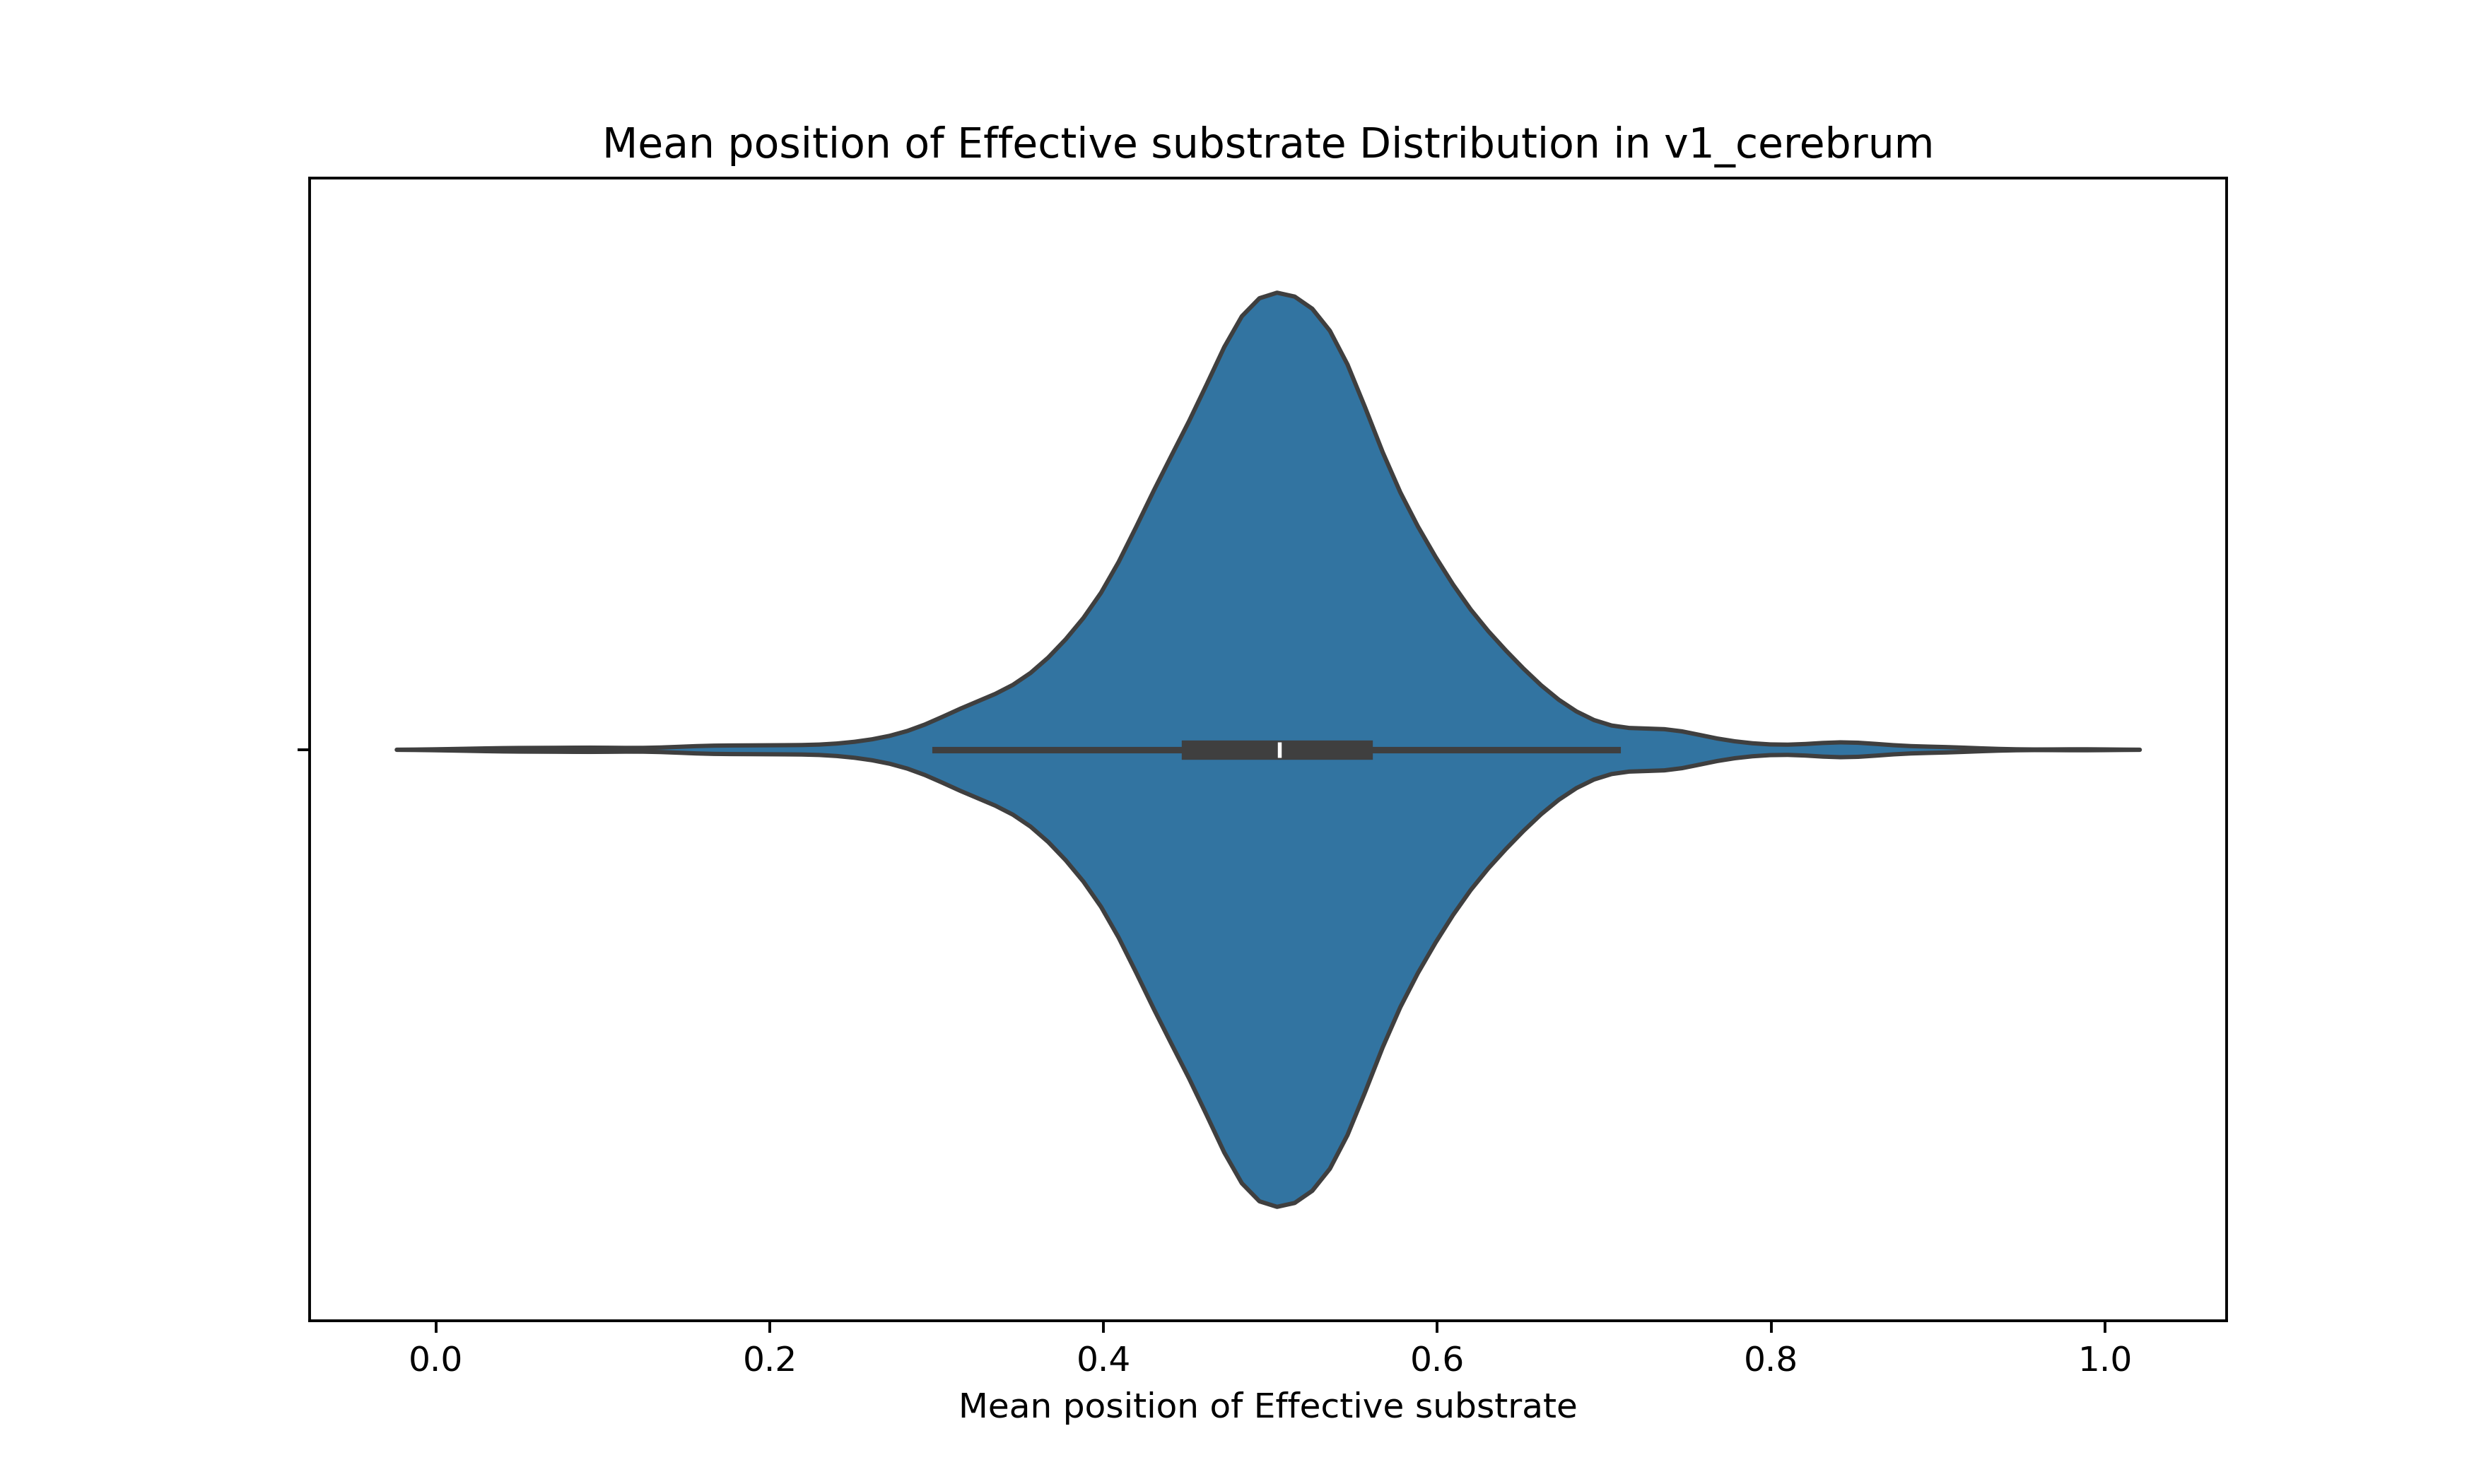 Mean position of Effective substrate Distribution in v1_cerebrum
0.0 0.2 0.4 0.6 0.8 1.0
Mean position of Effective substrate